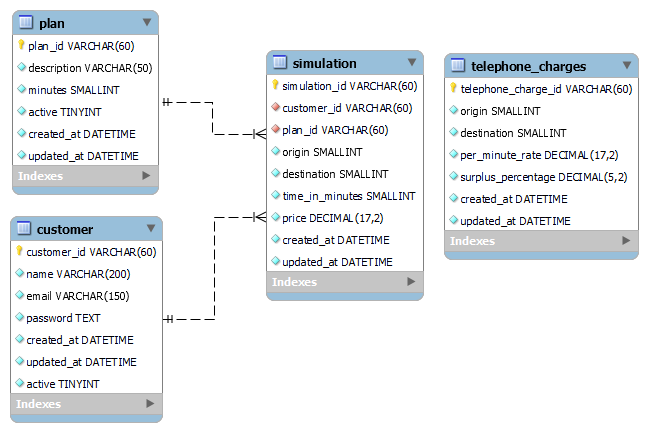 plan
plan_id VARCHAR(60)
description VARCHAR(50)
minutes SMALLINT
active TINYINT
created_at DATETIME
updated_at DATETIME
Indexes
customer
customer_id VARCHAR(60)
name VARCHAR(200)
email VARCHAR(150)
password TEXT
created_at DATETIME
updated_at DATETIME
active TINYINT
Indexes
simulation
simulation_id VARCHAR(60)
customer_id VARCHAR(60)
plan_id VARCHAR(60)
origin SMALLINT
destination SMALLINT
time_in_minutes SMALLINT
price DECIMAL(17,2)
created_at DATETIME
updated_at DATETIME
Indexes
telephone_charges
telephone_charge_id VARCHAR(60)
origin SMALLINT
destination SMALLINT
per_minute_rate DECIMAL(17,2)
surplus_percentage DECIMAL(5,2)
created_at DATETIME
updated_at DATETIME
Indexes